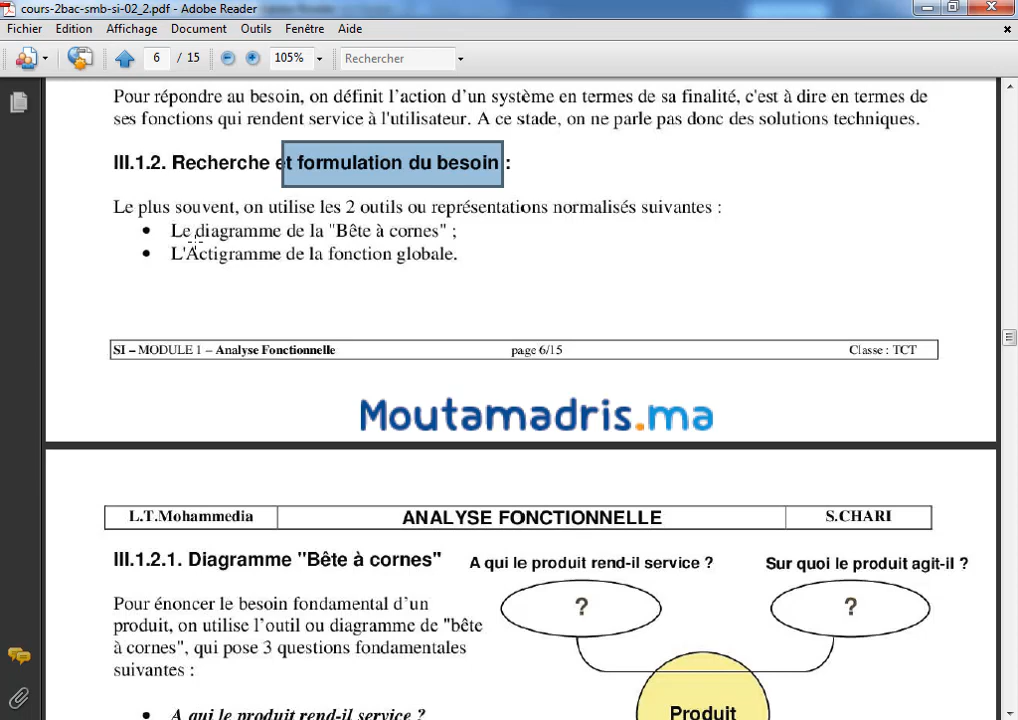 cours-2bac-smb-si-02_2.pdf - Adobe Reader
Fichier Edition Affichage Document Outils Fenêtre Aide
6 / 15 105% Rechercher
Pour répondre au besoin, on définit l’action d’un système en termes de sa finalité, c'est à dire en termes de
ses fonctions qui rendent service à l'utilisateur. A ce stade, on ne parle pas donc des solutions techniques.
III.1.2. Recherche et formulation du besoin :
Le plus souvent, on utilise les 2 outils ou représentations normalisés suivantes :
• Le diagramme de la "Bête à cornes" ;
• L'Actigramme de la fonction globale.
SI – MODULE 1 – Analyse Fonctionnelle page 6/15 Classe : TCT
Moutamadris.ma
L.T.Mohammedia ANALYSE FONCTIONNELLE S.CHARI
III.1.2.1. Diagramme "Bête à cornes"
A qui le produit rend-il service ? Sur quoi le produit agit-il ?
? ?
Pour énoncer le besoin fondamental d’un
produit, on utilise l’outil ou diagramme de "bête
à cornes", qui pose 3 questions fondamentales
suivantes :
• A qui le produit rend-il service ?
Produit